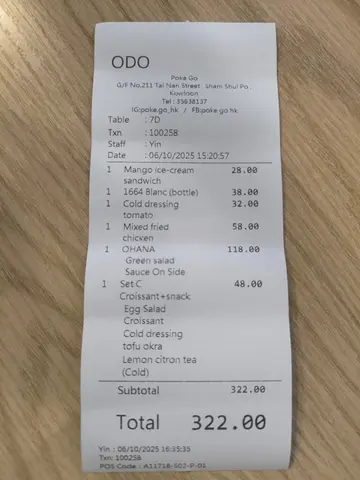 ODO
Poke Go
G/F No.211 Tai Nan Street, Sham Shui Po,
Kowloon
Tel : 35638137
IG:poke.go_hk / FB:poke go hk
Table : 7D
Txn. : 100258
Staff : Yin
Date : 06/10/2025 15:20:57
1 Mango ice-cream 28.00
sandwich
1 1664 Blanc (bottle) 38.00
1 Cold dressing 32.00
tomato
1 Mixed fried 58.00
chicken
1 OHANA 118.00
Green salad
Sauce On Side
1 Set C 48.00
Croissant+snack
Egg Salad
Croissant
Cold dressing
tofu okra
Lemon citron tea
(Cold)
Subtotal 322.00
Total 322.00
Yin : 06/10/2025 16:35:35
Txn: 100258
POS Code : A11718-S02-P-01